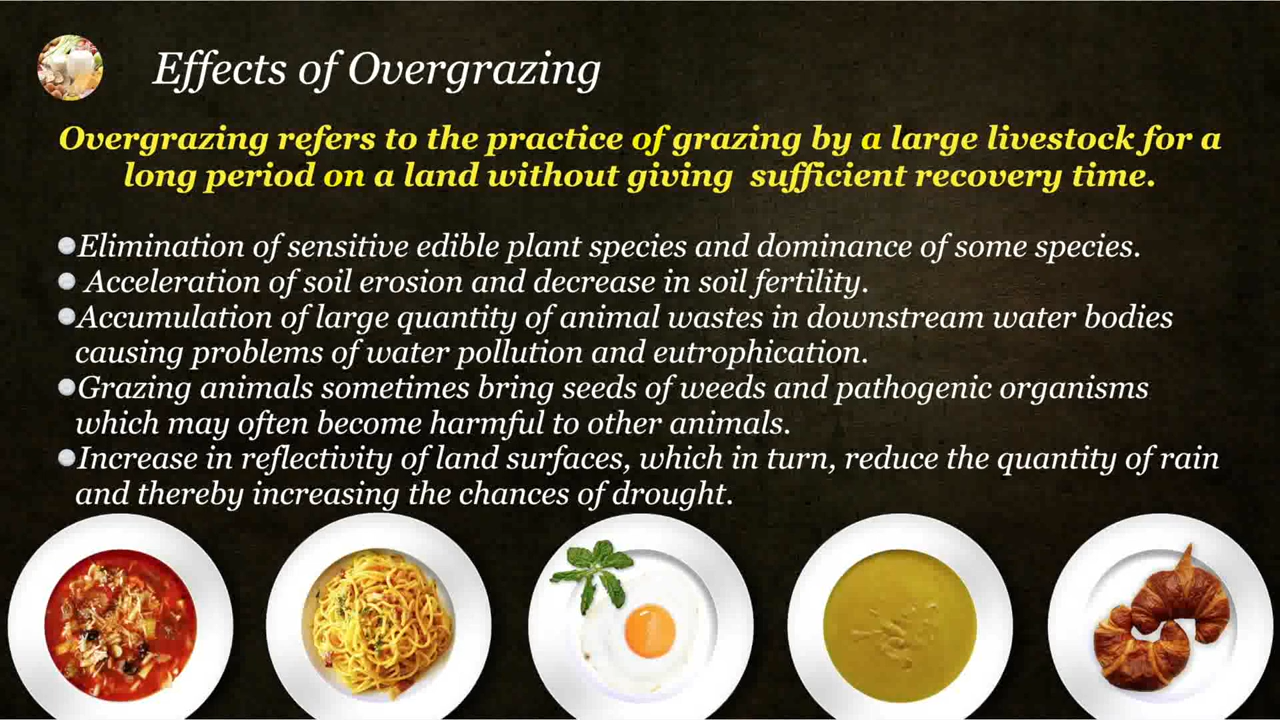 Effects of Overgrazing
Overgrazing refers to the practice of grazing by a large livestock for a
long period on a land without giving sufficient recovery time.
Elimination of sensitive edible plant species and dominance of some species.
Acceleration of soil erosion and decrease in soil fertility.
Accumulation of large quantity of animal wastes in downstream water bodies
causing problems of water pollution and eutrophication.
Grazing animals sometimes bring seeds of weeds and pathogenic organisms
which may often become harmful to other animals.
Increase in reflectivity of land surfaces, which in turn, reduce the quantity of rain
and thereby increasing the chances of drought.